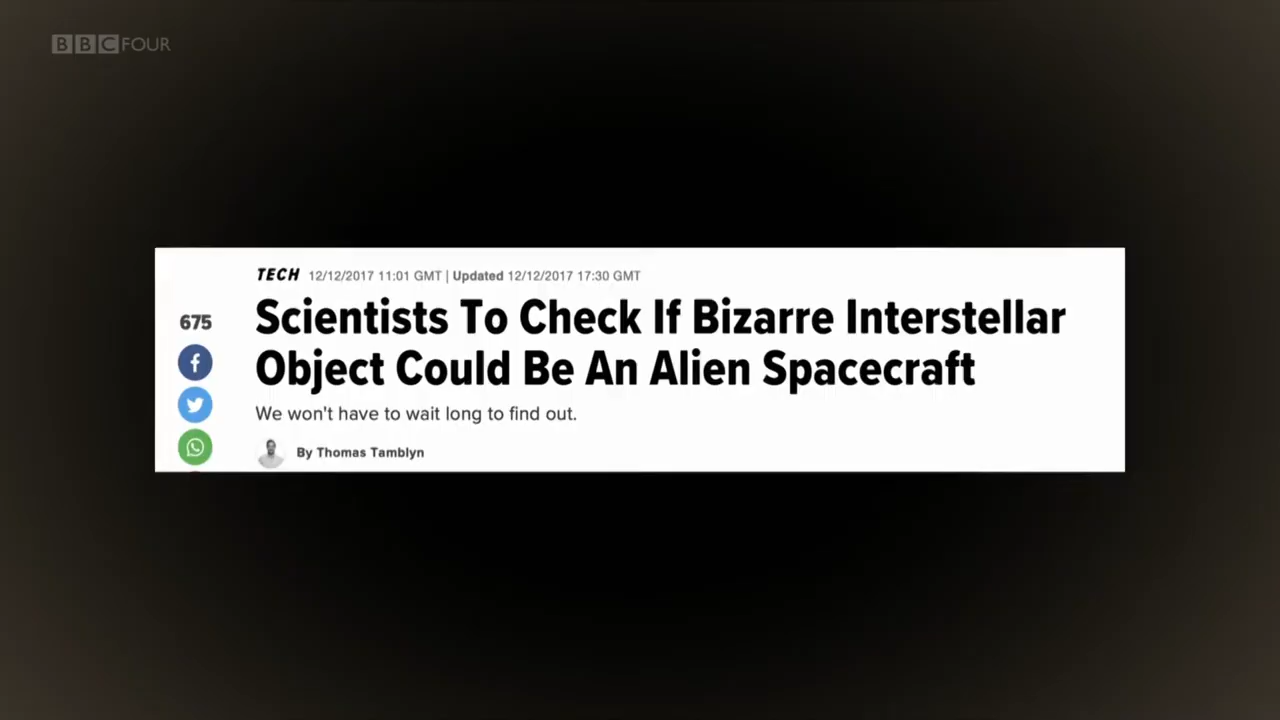 BBC FOUR
TECH 12/12/2017 11:01 GMT | Updated 12/12/2017 17:30 GMT
675
Scientists To Check If Bizarre Interstellar
Object Could Be An Alien Spacecraft
We won't have to wait long to find out.
By Thomas Tamblyn